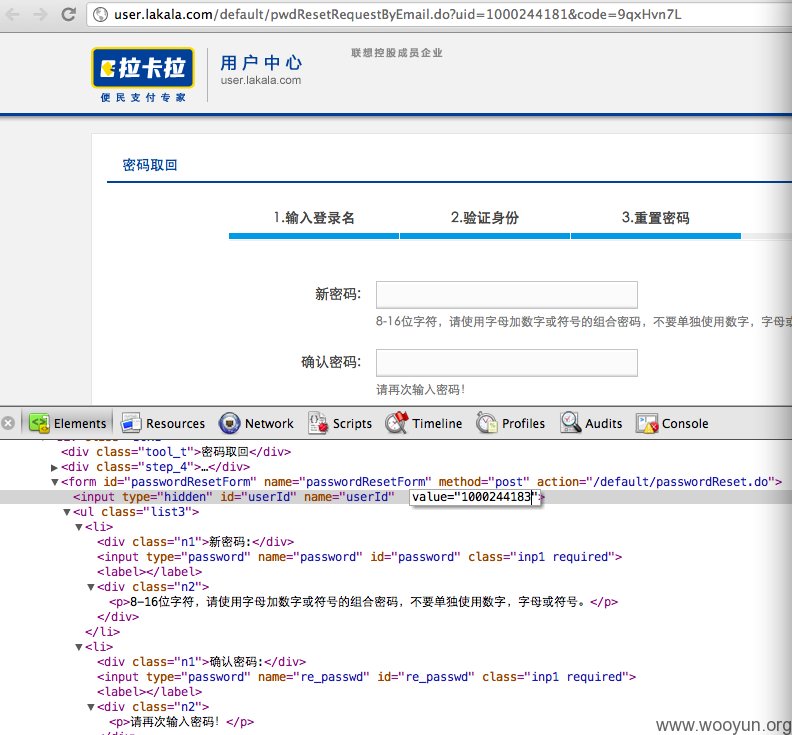 user.lakala.com/default/pwdResetRequestByEmail.do?uid=1000244181&code=9qxHvn7L
拉卡拉
便民支付专家
用户中心
user.lakala.com
联想控股成员企业
密码取回
1.输入登录名 2.验证身份 3.重置密码
新密码:
8-16位字符，请使用字母加数字或符号的组合密码，不要单独使用数字，字母或
确认密码:
请再次输入密码！
Elements Resources Network Scripts Timeline Profiles Audits Console
<div class="tool_t">密码取回</div>
<div class="step_4">…</div>
<form id="passwordResetForm" name="passwordResetForm" method="post" action="/default/passwordReset.do">
<input type="hidden" id="userId" name="userId" value="1000244183">
<ul class="list3">
<li>
<div class="n1">新密码:</div>
<input type="password" name="password" id="password" class="inp1 required">
<label></label>
<div class="n2">
<p>8-16位字符，请使用字母加数字或符号的组合密码，不要单独使用数字，字母或符号。</p>
</div>
</li>
<li>
<div class="n1">确认密码:</div>
<input type="password" name="re_passwd" id="re_passwd" class="inp1 required">
<label></label>
<div class="n2">
<p>请再次输入密码！</p>
www.wooyun.org